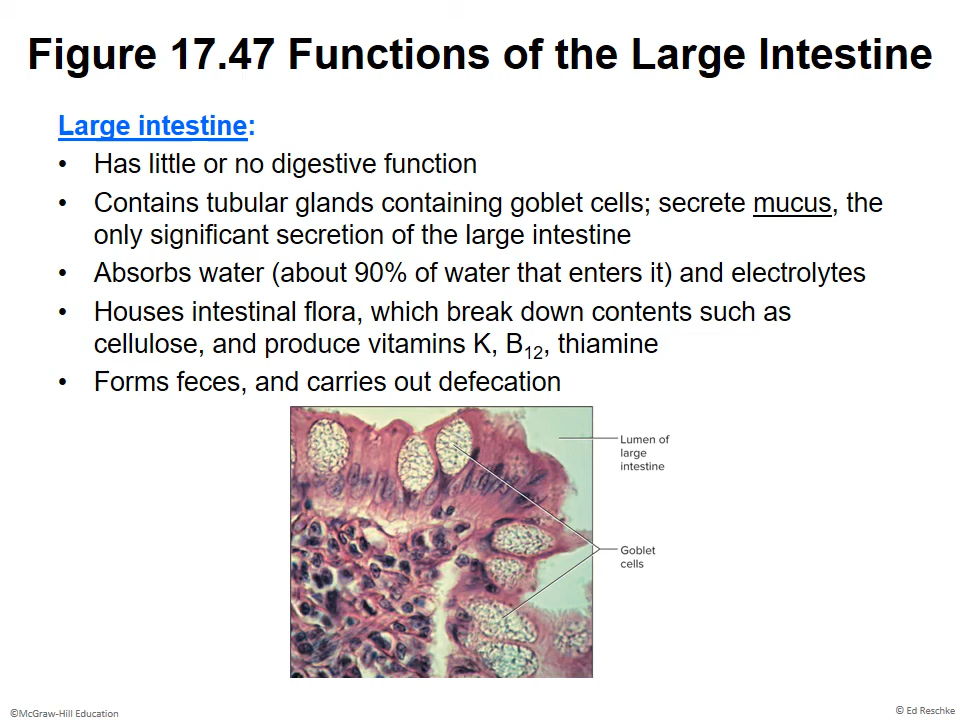 Figure 17.47 Functions of the Large Intestine
Large intestine:
• Has little or no digestive function
• Contains tubular glands containing goblet cells; secrete mucus, the
only significant secretion of the large intestine
• Absorbs water (about 90% of water that enters it) and electrolytes
• Houses intestinal flora, which break down contents such as
cellulose, and produce vitamins K, B₁₂, thiamine
• Forms feces, and carries out defecation
Lumen of
large
intestine
Goblet
cells
©McGraw-Hill Education
© Ed Reschke